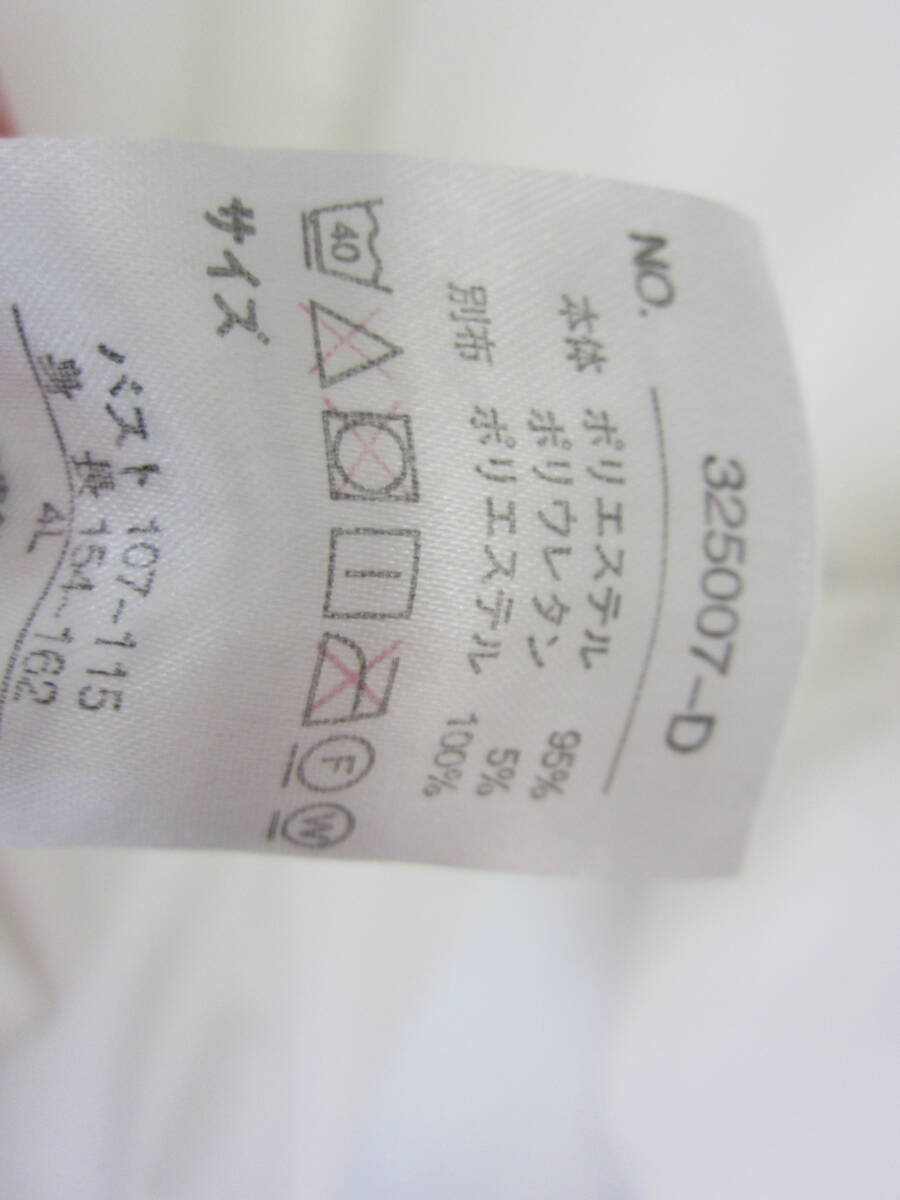 NO. 325007-D
本体 ポリエステル 95%
ポリウレタン 5%
別布 ポリエステル 100%
40
F
W
サイズ
バスト 107~115
身長 154~162
4L